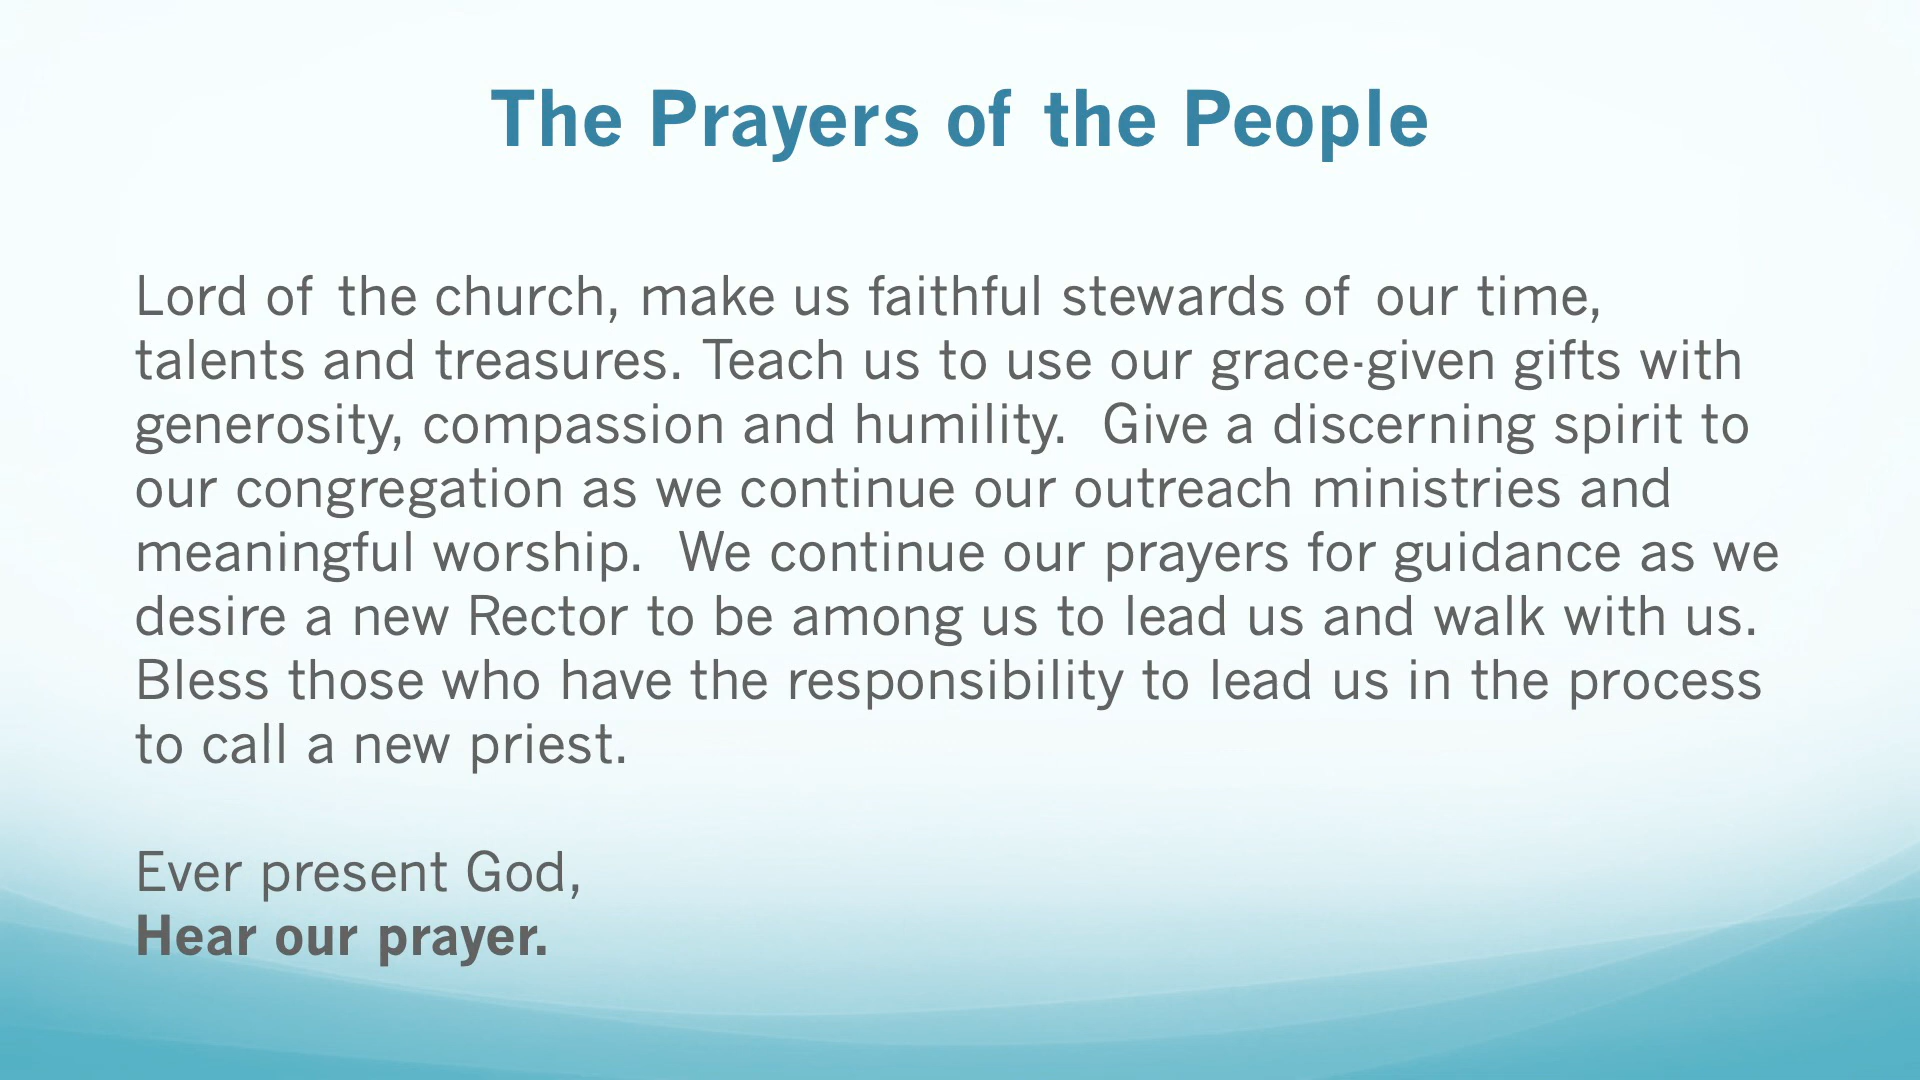 The Prayers of the People
Lord of the church, make us faithful stewards of our time,
talents and treasures. Teach us to use our grace-given gifts with
generosity, compassion and humility.  Give a discerning spirit to
our congregation as we continue our outreach ministries and
meaningful worship.  We continue our prayers for guidance as we
desire a new Rector to be among us to lead us and walk with us.
Bless those who have the responsibility to lead us in the process
to call a new priest.
Ever present God,
Hear our prayer.